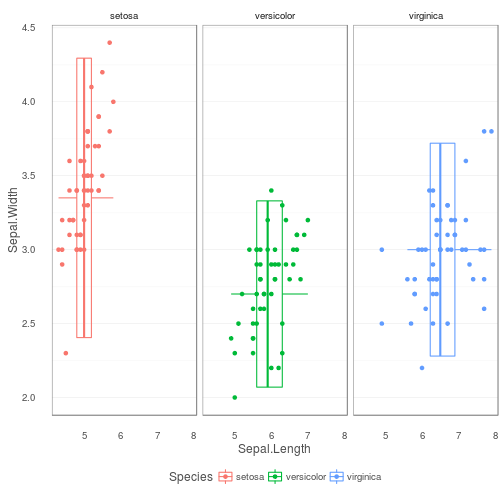 setosa versicolor virginica
4.5
4.0
3.5
3.0
2.5
2.0
Sepal.Width
5 6 7 8 5 6 7 8 5 6 7 8
Sepal.Length
Species setosa versicolor virginica